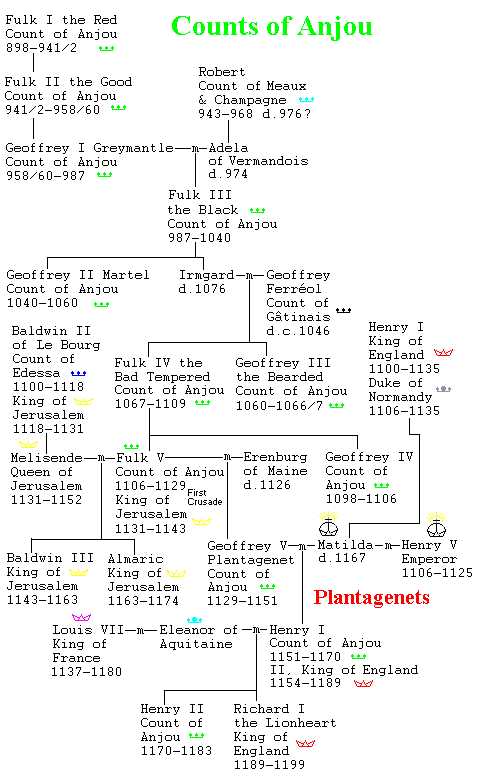 Counts of Anjou
Fulk I the Red
Count of Anjou
898-941/2
Fulk II the Good
Count of Anjou
941/2-958/60
Robert
Count of Meaux
& Champagne
943-968 d.976?
Geoffrey I Greymantle
Count of Anjou
958/60-987
m
Adela
of Vermandois
d.974
Fulk III
the Black
Count of Anjou
987-1040
Geoffrey II Martel
Count of Anjou
1040-1060
Irmgard
d.1076
m
Geoffrey
Ferréol
Count of
Gâtinais
d.c.1046
Baldwin II
of Le Bourg
Count of
Edessa
1100-1118
King of
Jerusalem
1118-1131
Fulk IV the
Bad Tempered
Count of Anjou
1067-1109
Geoffrey III
the Bearded
Count of Anjou
1060-1066/7
Henry I
King of
England
1100-1135
Duke of
Normandy
1106-1135
Melisende
Queen of
Jerusalem
1131-1152
m
Fulk V
Count of Anjou
1106-1129
King of
Jerusalem
1131-1143
First
Crusade
m
Erenburg
of Maine
d.1126
Geoffrey IV
Count of
Anjou
1098-1106
Baldwin III
King of
Jerusalem
1143-1163
Almaric
King of
Jerusalem
1163-1174
Geoffrey V
Plantagenet
Count of
Anjou
1129-1151
m
Matilda
d.1167
m
Henry V
Emperor
1106-1125
Plantagenets
Louis VII
King of
France
1137-1180
m
Eleanor of
Aquitaine
m
Henry I
Count of Anjou
1151-1170
II, King of England
1154-1189
Henry II
Count of
Anjou
1170-1183
Richard I
the Lionheart
King of
England
1189-1199